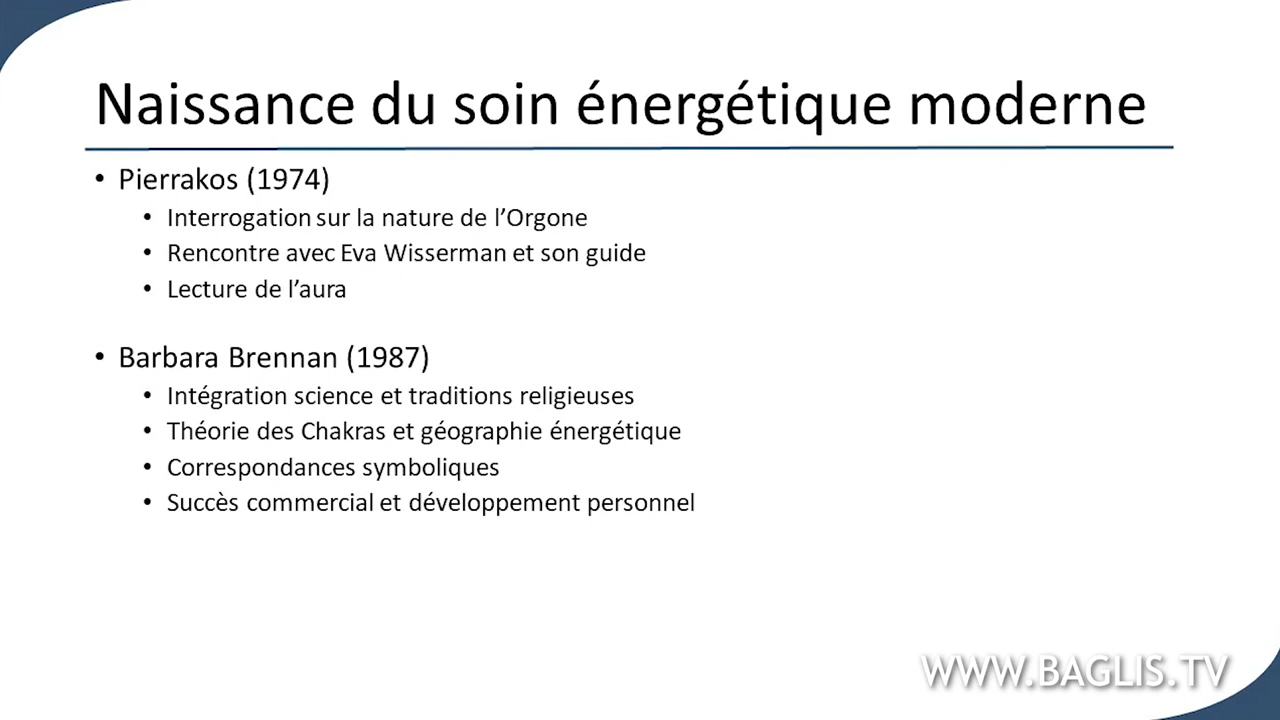 Naissance du soin énergétique moderne
• Pierrakos (1974)
• Interrogation sur la nature de l’Orgone
• Rencontre avec Eva Wisserman et son guide
• Lecture de l’aura
• Barbara Brennan (1987)
• Intégration science et traditions religieuses
• Théorie des Chakras et géographie énergétique
• Correspondances symboliques
• Succès commercial et développement personnel
WWW.BAGLIS.TV